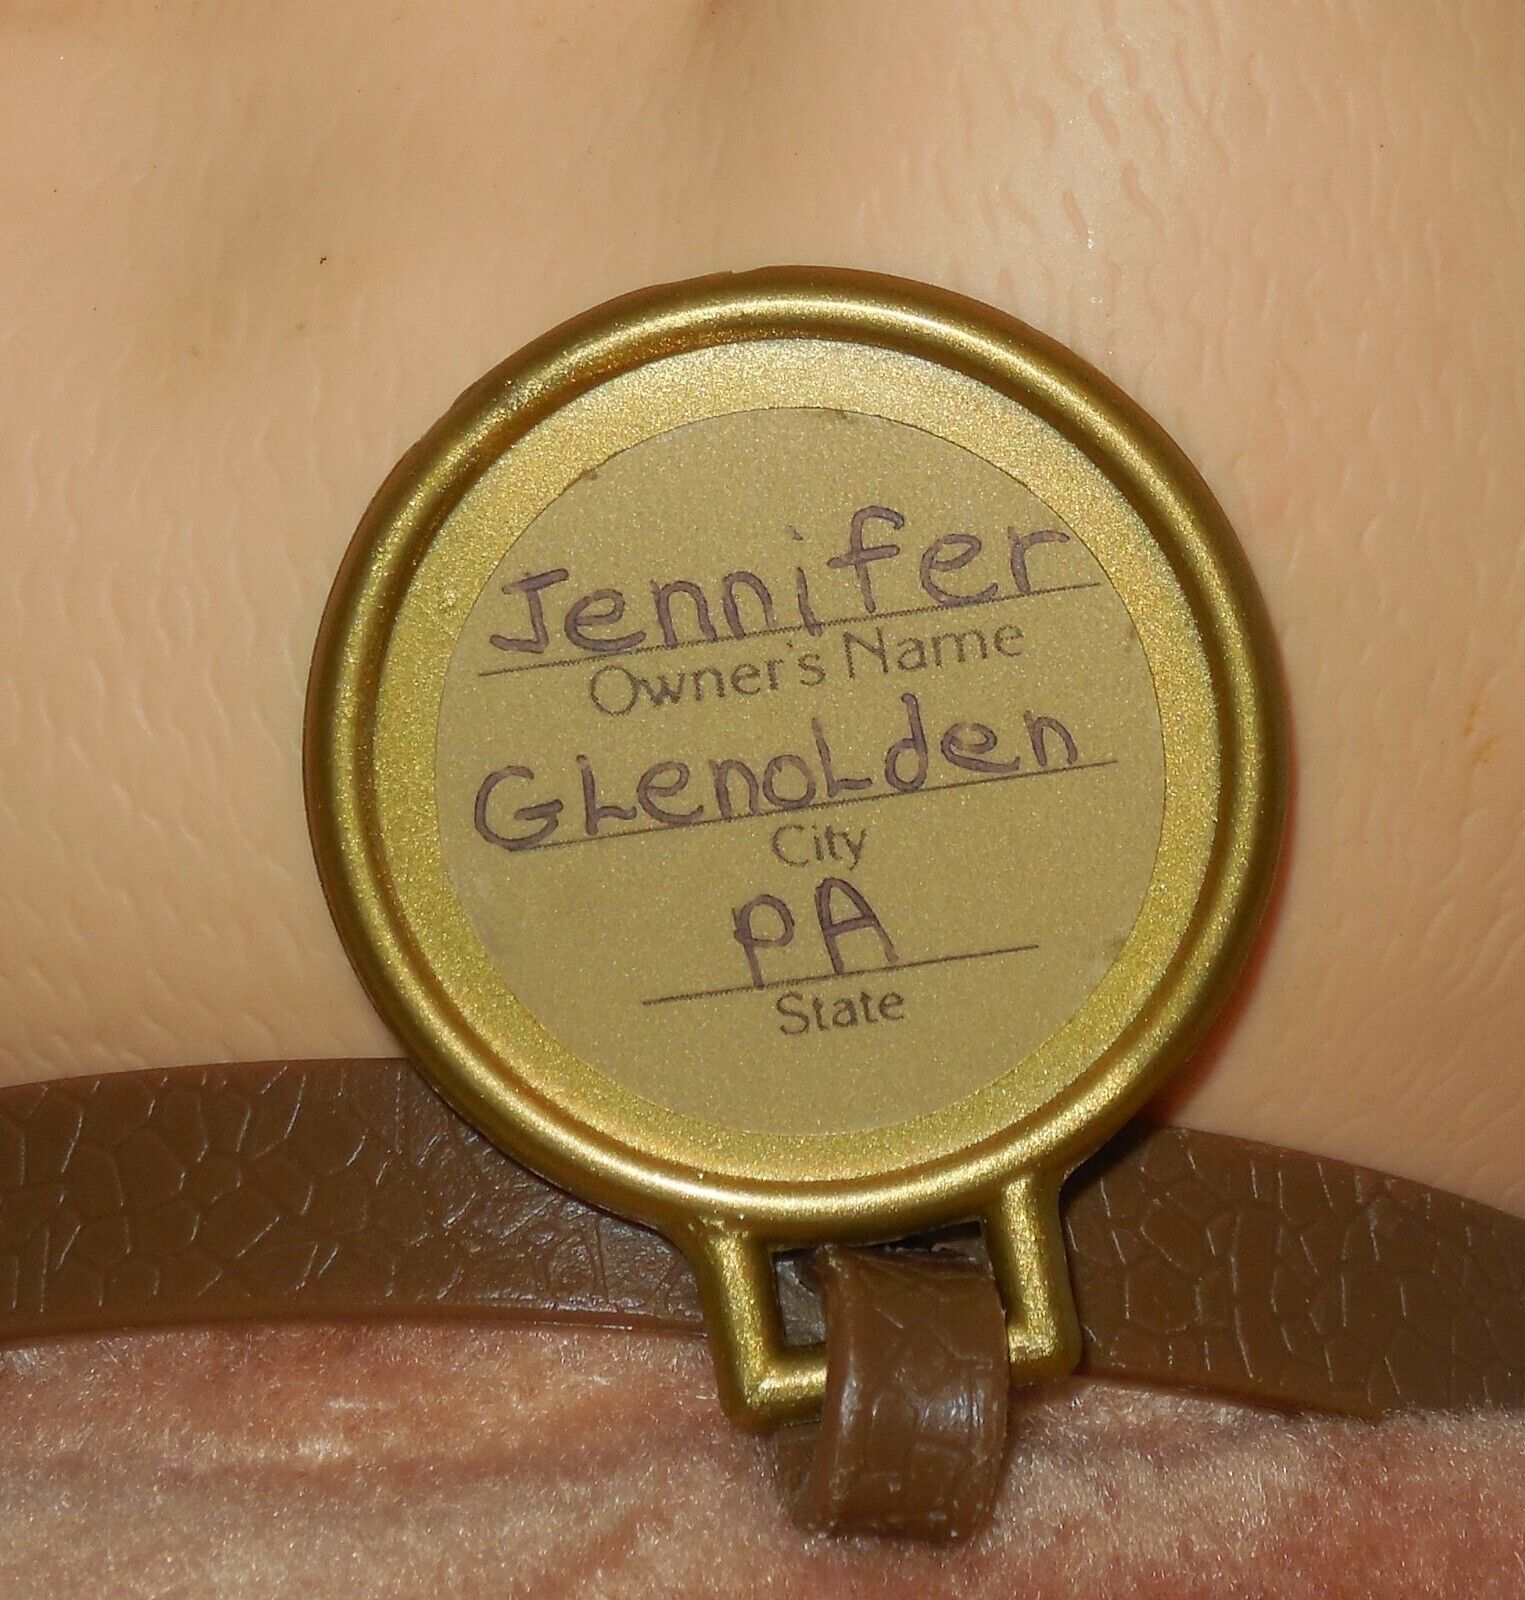 Jennifer
Owner's Name
GLenoLden
City
PA
State